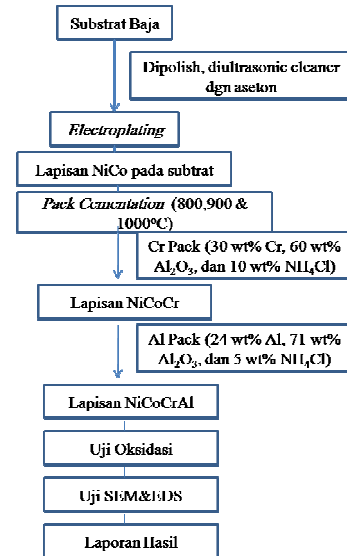 Substrat Baja
Dipolish, diultrasonic cleaner
dgn aseton
Electroplating
Lapisan NiCo pada subtrat
Pack Cementation (800,900 &
1000°C)
Cr Pack (30 wt% Cr, 60 wt%
Al₂O₃, dan 10 wt% NH₄Cl)
Lapisan NiCoCr
Al Pack (24 wt% Al, 71 wt%
Al₂O₃, dan 5 wt% NH₄Cl)
Lapisan NiCoCrAl
Uji Oksidasi
Uji SEM&EDS
Laporan Hasil